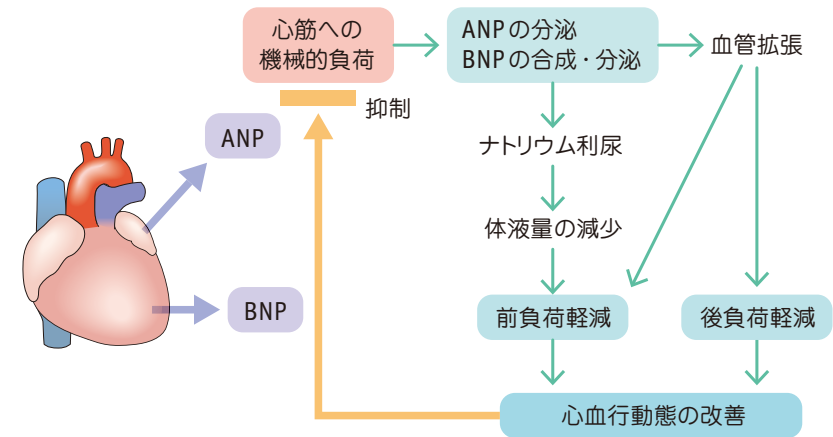 心筋への
機械的負荷
ANPの分泌
BNPの合成・分泌
血管拡張
抑制
ANP
ナトリウム利尿
体液量の減少
BNP
前負荷軽減
後負荷軽減
心血行動態の改善